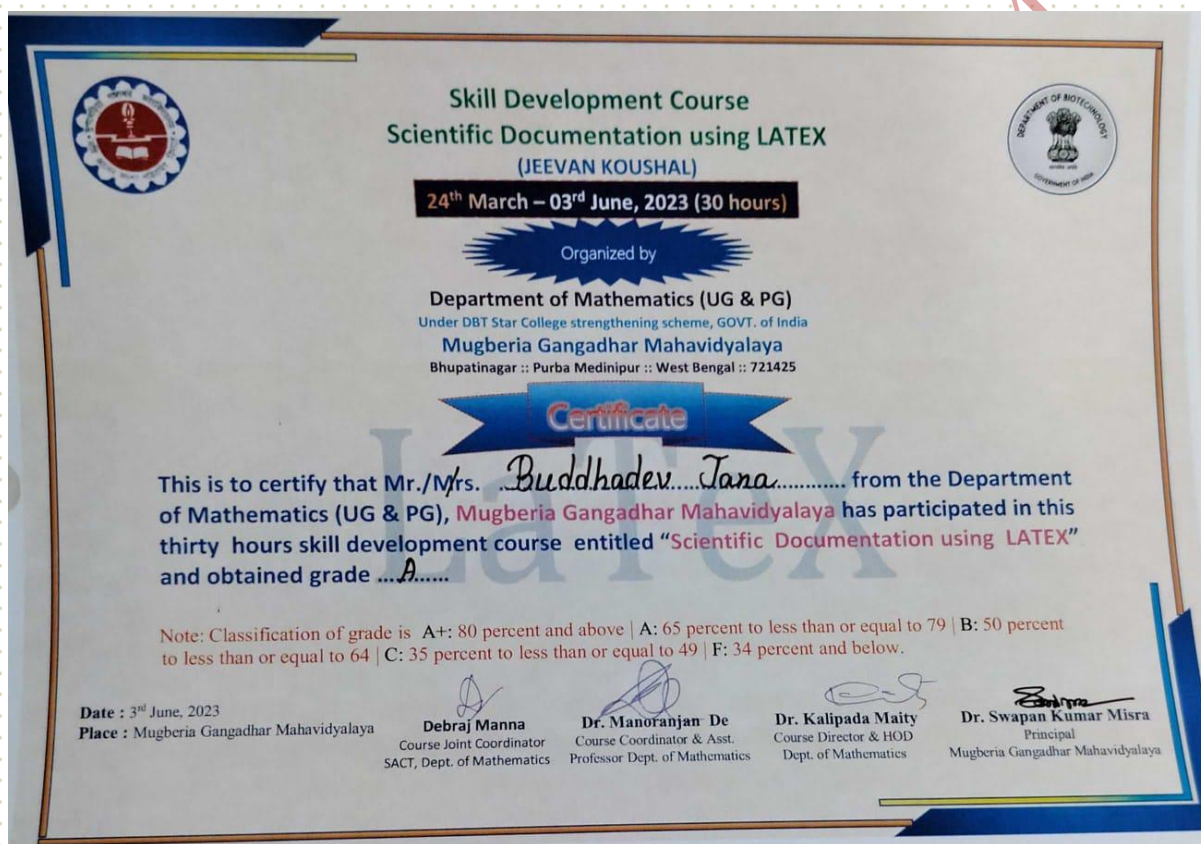 Skill Development Course
Scientific Documentation using LATEX
(JEEVAN KOUSHAL)
24th March – 03rd June, 2023 (30 hours)
Organized by
Department of Mathematics (UG & PG)
Under DBT Star College strengthening scheme, GOVT. of India
Mugberia Gangadhar Mahavidyalaya
Bhupatinagar :: Purba Medinipur :: West Bengal :: 721425
DEPARTMENT OF BIOTECHNOLOGY
GOVERNMENT OF INDIA
Certificate
LaTeX
This is to certify that Mr./Mrs. ..Buddhadev.....Jana............ from the Department
of Mathematics (UG & PG), Mugberia Gangadhar Mahavidyalaya has participated in this
thirty hours skill development course entitled “Scientific Documentation using LATEX”
and obtained grade ....A......
Note: Classification of grade is A+: 80 percent and above | A: 65 percent to less than or equal to 79 | B: 50 percent
to less than or equal to 64 | C: 35 percent to less than or equal to 49 | F: 34 percent and below.
Date : 3rd June, 2023
Place : Mugberia Gangadhar Mahavidyalaya
Debraj Manna
Course Joint Coordinator
SACT, Dept. of Mathematics
Dr. Manoranjan De
Course Coordinator & Asst.
Professor Dept. of Mathematics
Dr. Kalipada Maity
Course Director & HOD
Dept. of Mathematics
Dr. Swapan Kumar Misra
Principal
Mugberia Gangadhar Mahavidyalaya